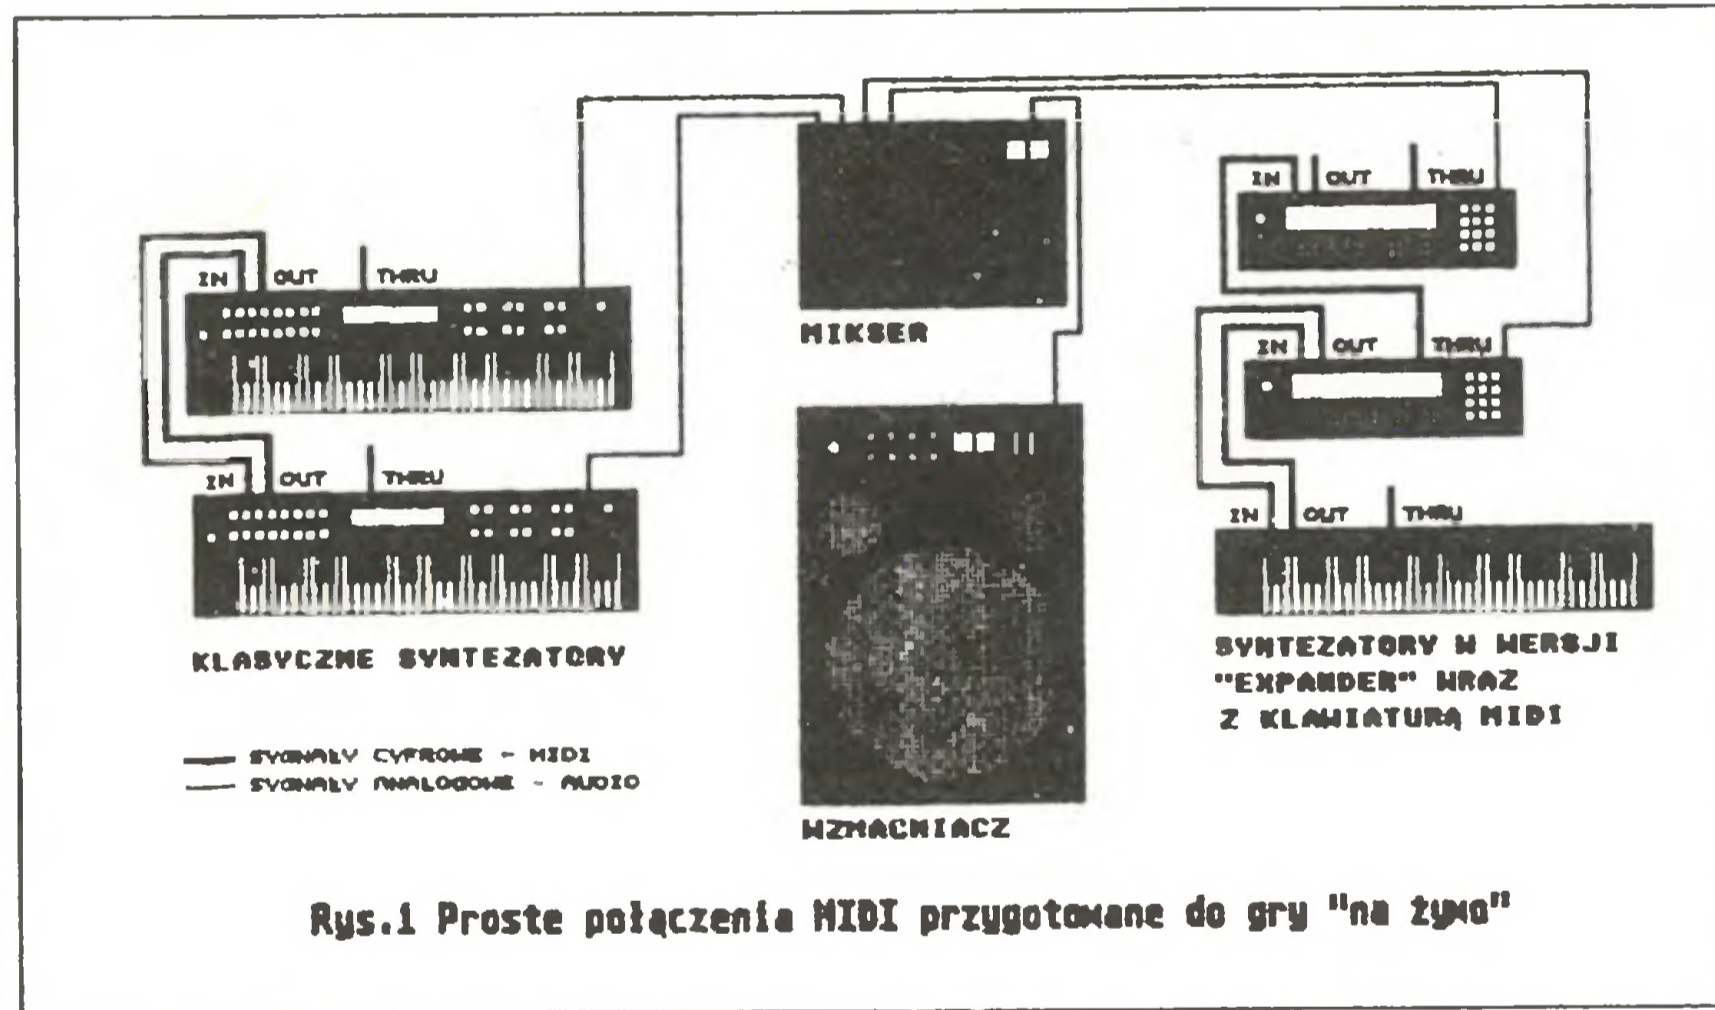 IN OUT THRU
IN OUT THRU
KLASYCZNE SYNTEZATORY
SYGNAŁY CYFROWE - MIDI
SYGNAŁY ANALOGOWE - AUDIO
MIKSER
WZMACNIACZ
IN OUT THRU
IN OUT THRU
IN OUT THRU
SYNTEZATORY W WERSJI
"EXPANDER" WRAZ
Z KLAWIATURĄ MIDI
Rys.1 Proste połączenia MIDI przygotowane do gry "na żywo"